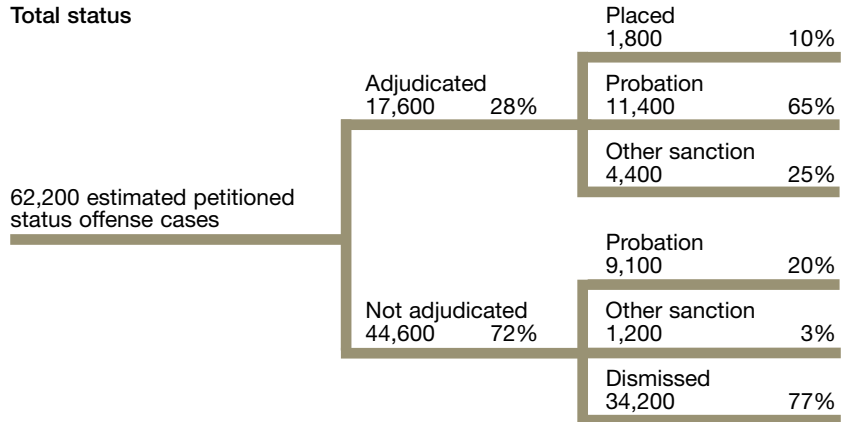 Total status
62,200 estimated petitioned
status offense cases
Adjudicated
17,600 28%
Placed
1,800 10%
Probation
11,400 65%
Other sanction
4,400 25%
Not adjudicated
44,600 72%
Probation
9,100 20%
Other sanction
1,200 3%
Dismissed
34,200 77%